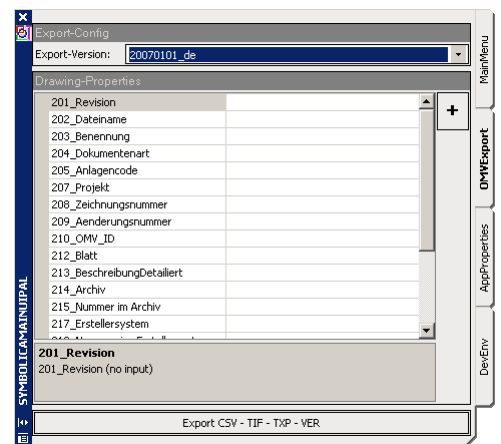 Export-Config
Export-Version:
20070101_de
Drawing-Properties
201_Revision
202_Dateiname
203_Benennung
204_Dokumentenart
205_Anlagencode
207_Projekt
208_Zeichnungsnummer
209_Aenderungsnummer
210_OMV_ID
212_Blatt
213_BeschreibungDetailiert
214_Archiv
215_Nummer im Archiv
217_Erstellersystem
+
201_Revision
201_Revision (no input)
Export CSV - TIF - TXP - VER
MainMenu
OMVExport
AppProperties
DevEnv
SYMBOLICAMAINUIPAL